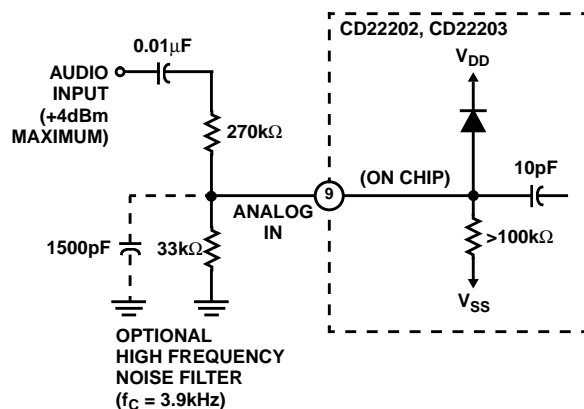 CD22202, CD22203
0.01μF
V_DD
AUDIO
INPUT
(+4dBm
MAXIMUM)
270kΩ
10pF
9
(ON CHIP)
ANALOG
IN
1500pF
33kΩ
>100kΩ
V_SS
OPTIONAL
HIGH FREQUENCY
NOISE FILTER
(f_C = 3.9kHz)